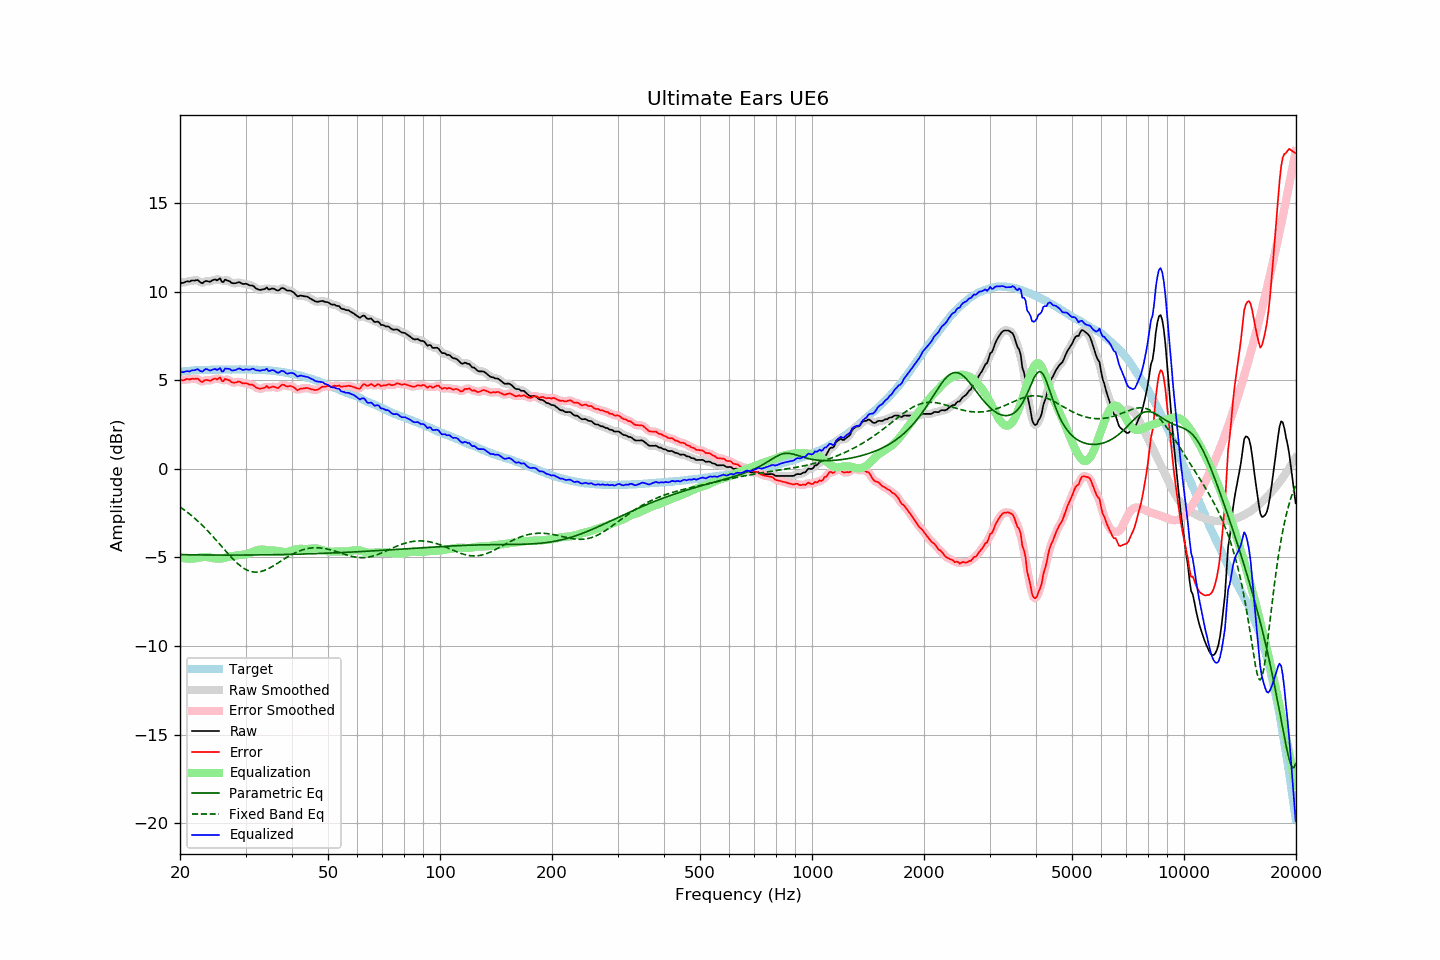 Ultimate Ears UE6
Amplitude (dBr)
15
10
5
0
−5
−10
−15
−20
Target
Raw Smoothed
Error Smoothed
Raw
Error
Equalization
Parametric Eq
Fixed Band Eq
Equalized
20 50 100 200 500 1000 2000 5000 10000 20000
Frequency (Hz)